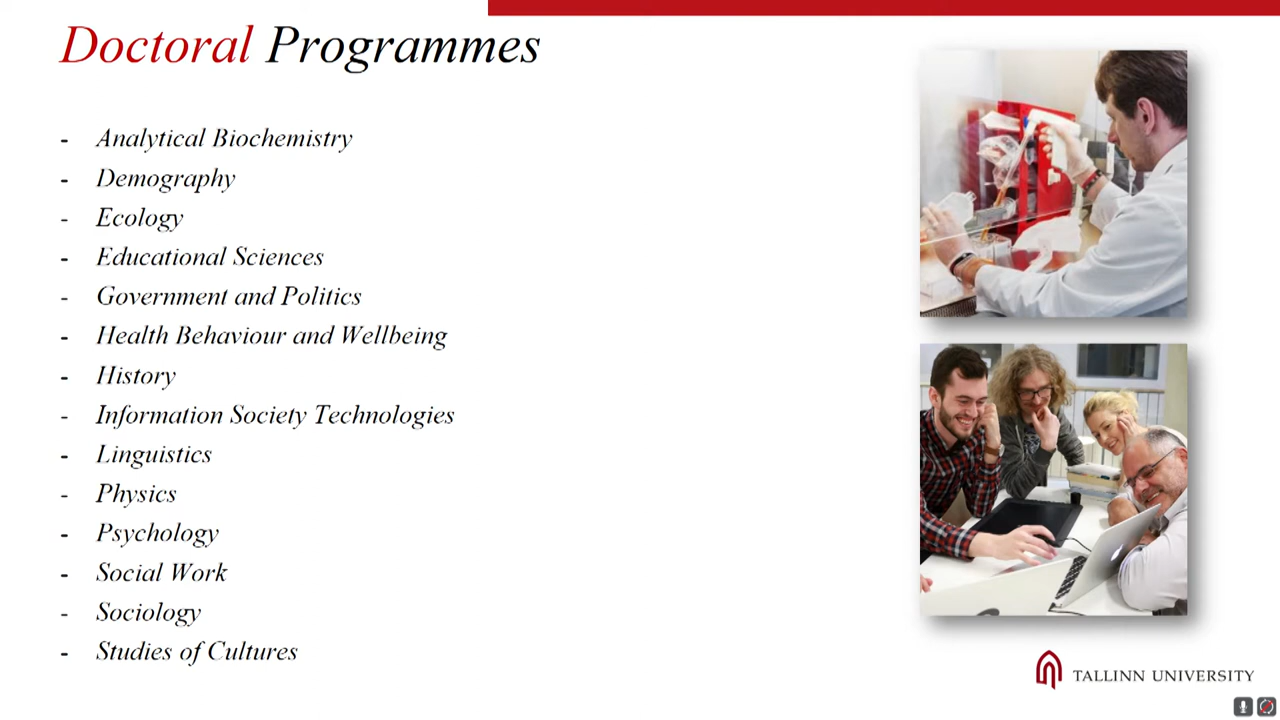 Doctoral Programmes
- Analytical Biochemistry
- Demography
- Ecology
- Educational Sciences
- Government and Politics
- Health Behaviour and Wellbeing
- History
- Information Society Technologies
- Linguistics
- Physics
- Psychology
- Social Work
- Sociology
- Studies of Cultures
TALLINN UNIVERSITY